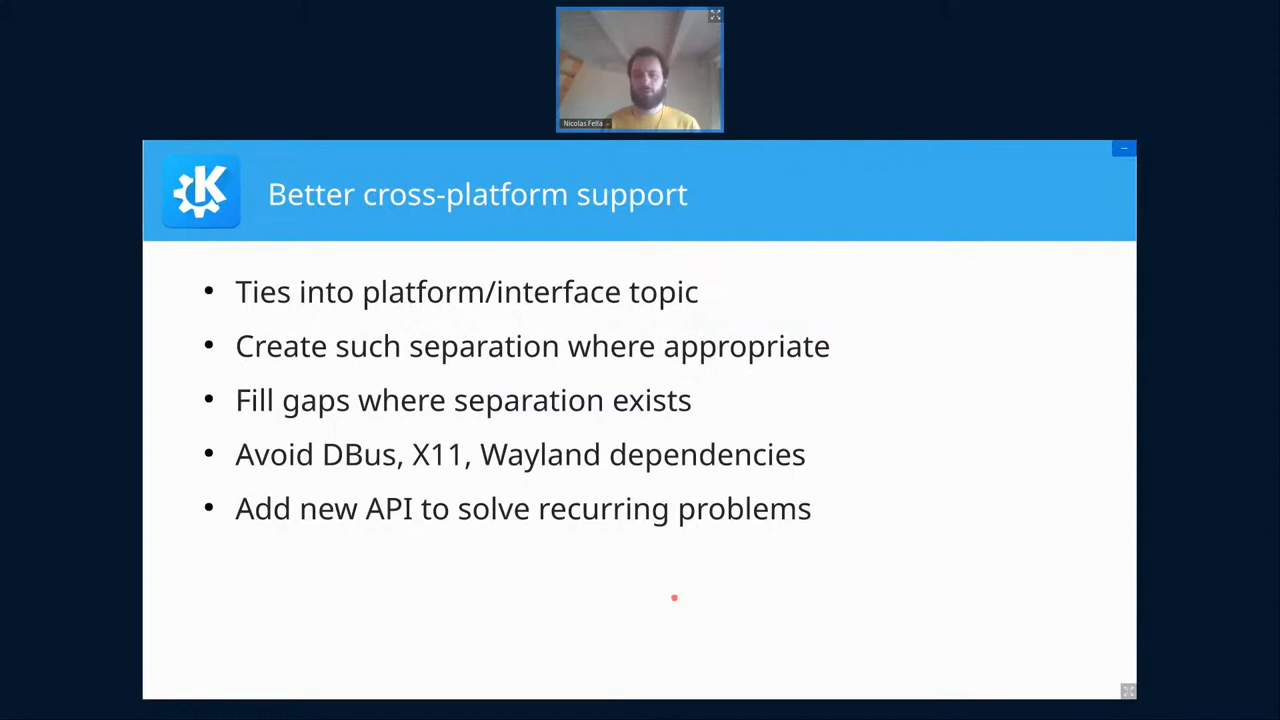 Nicolas Fella
Better cross-platform support
• Ties into platform/interface topic
• Create such separation where appropriate
• Fill gaps where separation exists
• Avoid DBus, X11, Wayland dependencies
• Add new API to solve recurring problems